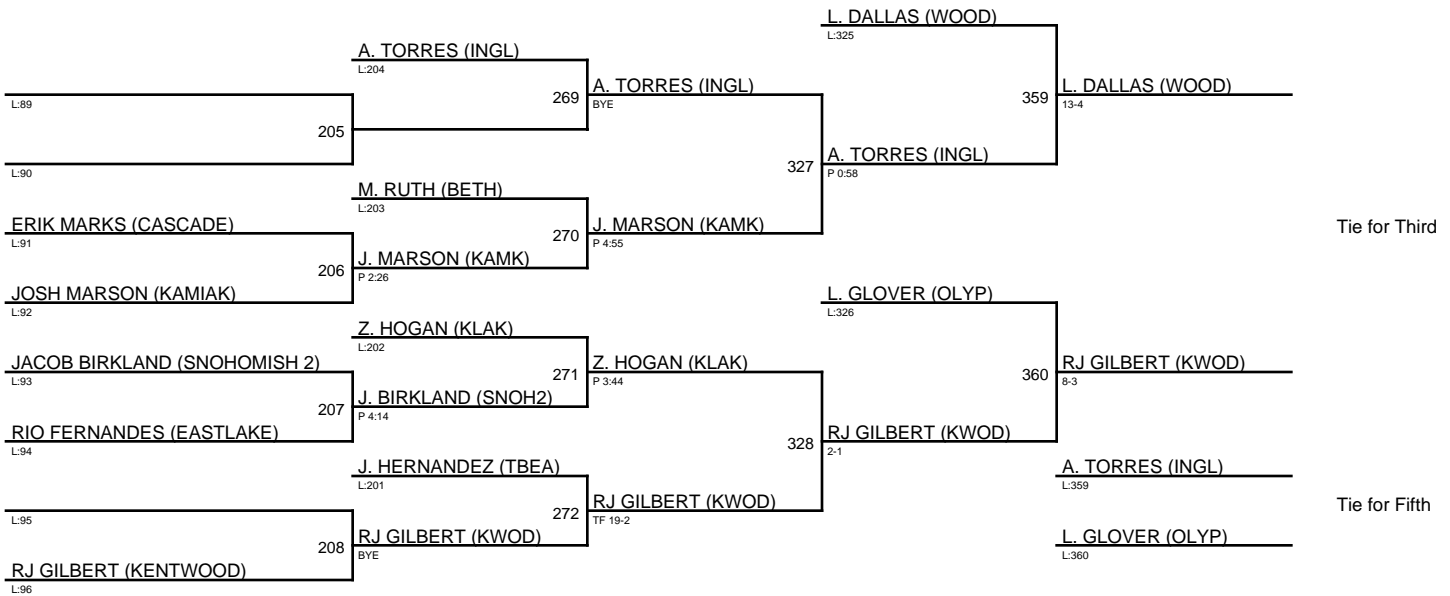 L. DALLAS (WOOD)
L:325
A. TORRES (INGL)
L:204
A. TORRES (INGL)
BYE
269
359
L. DALLAS (WOOD)
13-4
L:89
205
L:90
327
A. TORRES (INGL)
P 0:58
M. RUTH (BETH)
L:203
ERIK MARKS (CASCADE)
L:91
270
J. MARSON (KAMK)
P 4:55
Tie for Third
206
J. MARSON (KAMK)
P 2:26
JOSH MARSON (KAMIAK)
L:92
L. GLOVER (OLYP)
L:326
Z. HOGAN (KLAK)
L:202
JACOB BIRKLAND (SNOHOMISH 2)
L:93
271
Z. HOGAN (KLAK)
P 3:44
360
RJ GILBERT (KWOD)
8-3
207
J. BIRKLAND (SNOH2)
P 4:14
RIO FERNANDES (EASTLAKE)
L:94
328
RJ GILBERT (KWOD)
2-1
J. HERNANDEZ (TBEA)
L:201
A. TORRES (INGL)
L:359
L:95
272
RJ GILBERT (KWOD)
TF 19-2
Tie for Fifth
208
RJ GILBERT (KWOD)
BYE
L. GLOVER (OLYP)
L:360
RJ GILBERT (KENTWOOD)
L:96